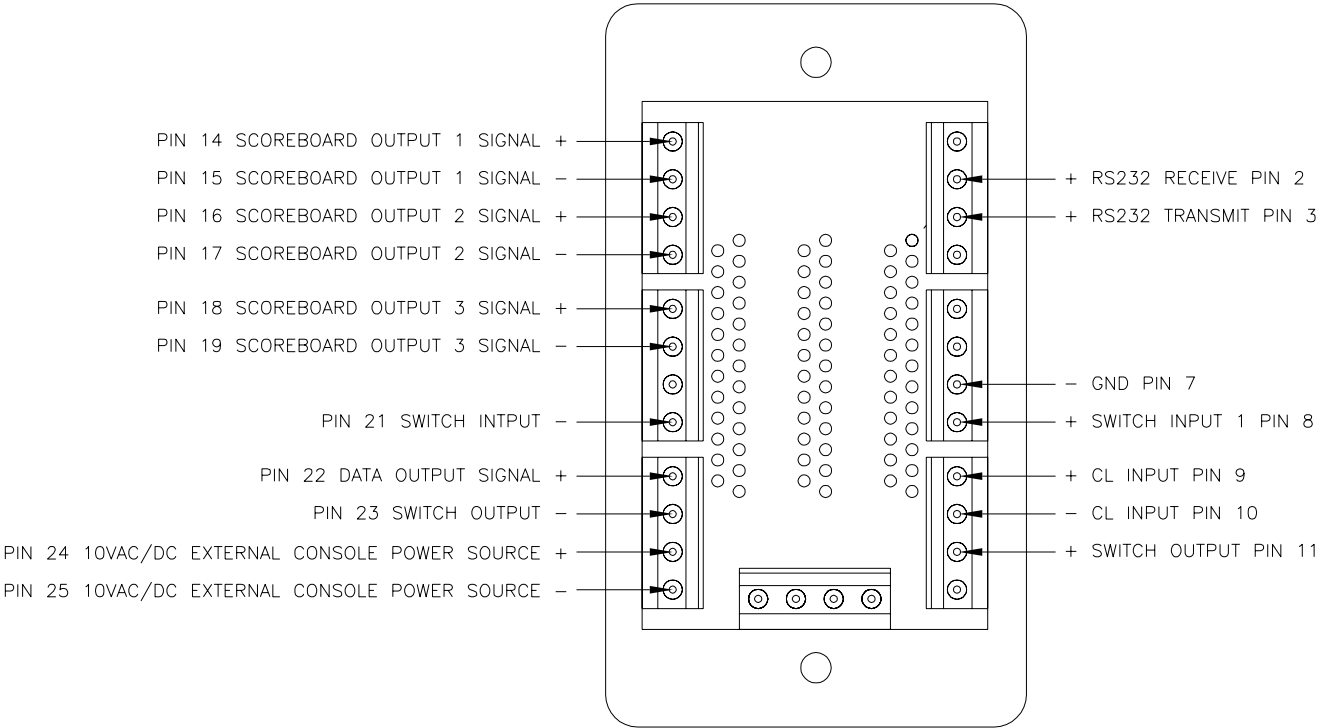 PIN 14 SCOREBOARD OUTPUT 1 SIGNAL +
PIN 15 SCOREBOARD OUTPUT 1 SIGNAL -
PIN 16 SCOREBOARD OUTPUT 2 SIGNAL +
PIN 17 SCOREBOARD OUTPUT 2 SIGNAL -
PIN 18 SCOREBOARD OUTPUT 3 SIGNAL +
PIN 19 SCOREBOARD OUTPUT 3 SIGNAL -
PIN 21 SWITCH INTPUT -
PIN 22 DATA OUTPUT SIGNAL +
PIN 23 SWITCH OUTPUT -
PIN 24 10VAC/DC EXTERNAL CONSOLE POWER SOURCE +
PIN 25 10VAC/DC EXTERNAL CONSOLE POWER SOURCE -
+ RS232 RECEIVE PIN 2
+ RS232 TRANSMIT PIN 3
- GND PIN 7
+ SWITCH INPUT 1 PIN 8
+ CL INPUT PIN 9
- CL INPUT PIN 10
+ SWITCH OUTPUT PIN 11